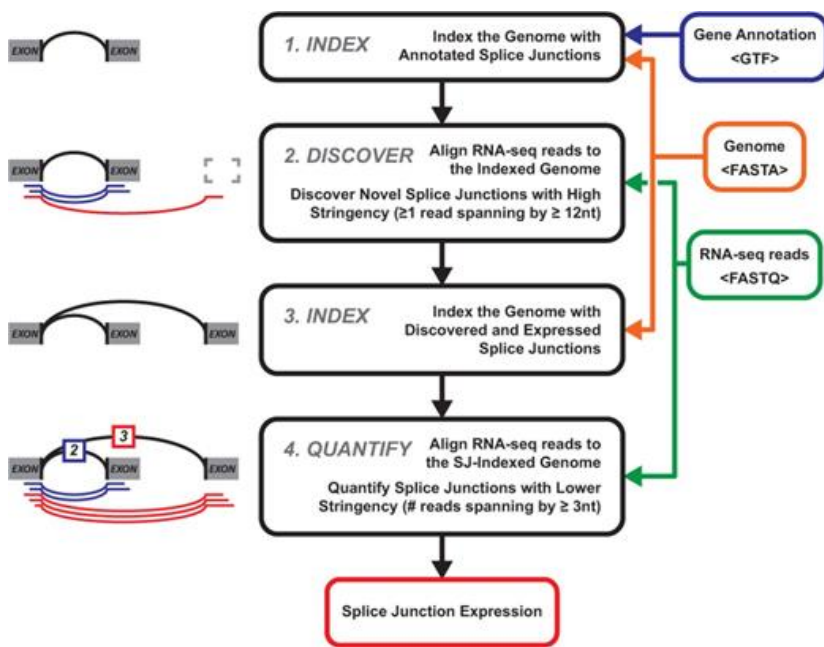 EXON EXON
1. INDEX
Index the Genome with
Annotated Splice Junctions
Gene Annotation
<GTF>
EXON EXON
2. DISCOVER
Align RNA-seq reads to
the Indexed Genome
Discover Novel Splice Junctions with High
Stringency (≥1 read spanning by ≥ 12nt)
Genome
<FASTA>
RNA-seq reads
<FASTQ>
EXON EXON EXON
3. INDEX
Index the Genome with
Discovered and Expressed
Splice Junctions
2 3
EXON EXON EXON
4. QUANTIFY
Align RNA-seq reads to
the SJ-Indexed Genome
Quantify Splice Junctions with Lower
Stringency (# reads spanning by ≥ 3nt)
Splice Junction Expression